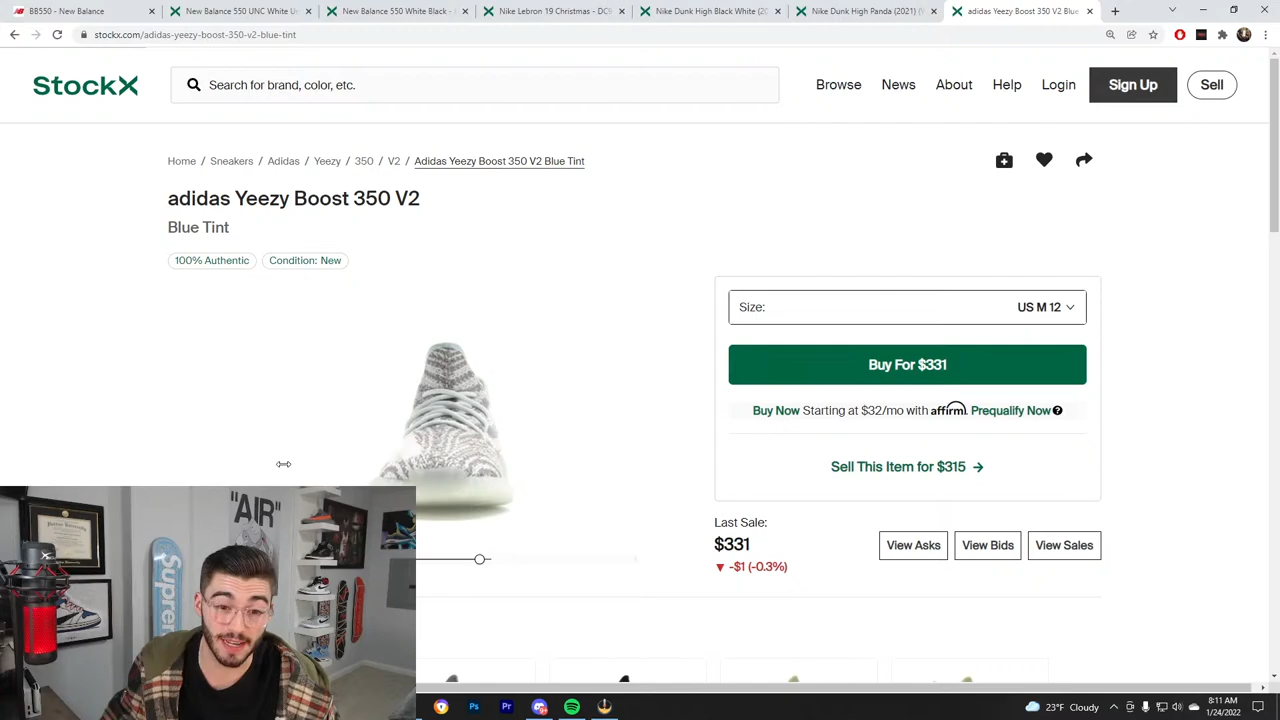 BB550 - New Balance
New Balance 550 UNC White U
New Balance 550 White Black -
Nike Lebron 19 Christmas - DC9
Nike Dunk High Black White (20
Nike Dunk High Panda (2021) (W
adidas Yeezy Boost 350 V2 Blue
stockx.com/adidas-yeezy-boost-350-v2-blue-tint
StockX
Search for brand, color, etc.
Browse
News
About
Help
Login
Sign Up
Sell
Home / Sneakers / Adidas / Yeezy / 350 / V2 / Adidas Yeezy Boost 350 V2 Blue Tint
adidas Yeezy Boost 350 V2
Blue Tint
100% Authentic
Condition: New
Size:
US M 12
Buy For $331
Buy Now Starting at $32/mo with affirm. Prequalify Now
Sell This Item for $315
Last Sale:
$331
▼ -$1 (-0.3%)
View Asks
View Bids
View Sales
"AIR"
Supreme
Ps
Pr
23°F Cloudy
8:11 AM
1/24/2022